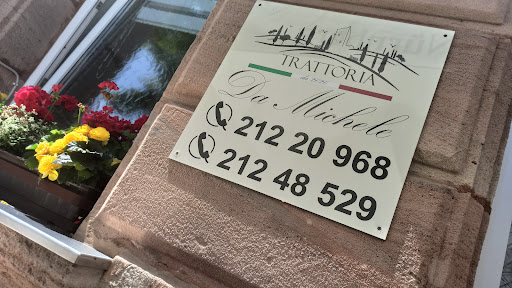 TRATTORIA
Da Michele
212 20 968
212 48 529